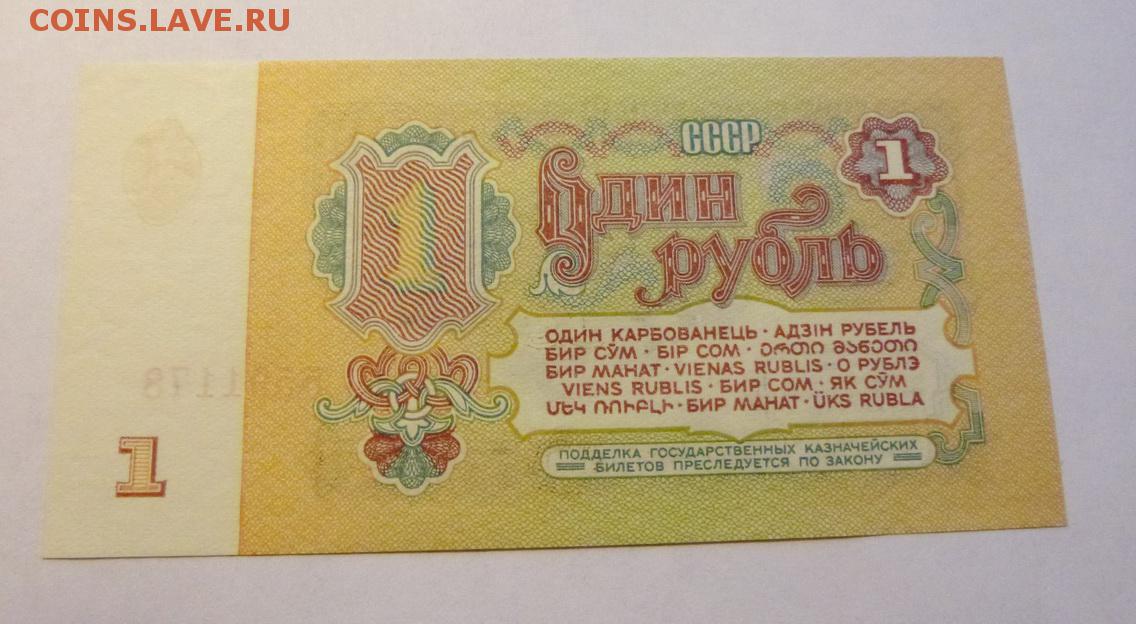 COINS.LAVE.RU
СССР
1
1
Один
рубль
ОДИН КАРБОВАНЕЦЬ · АДЗІН РУБЕЛЬ
БИР СЎМ · БІР СОМ · ᲔᲠᲗᲘ ᲛᲐᲜᲔᲗᲘ
БИР МАНАТ · VIENAS RUBLIS · О РУБЛЭ
VIENS RUBLIS · БИР СОМ · ЯК СЎМ
ՄԵԿ ՌՈՒԲԼԻ · БИР МАНАТ · ÜKS RUBLA
ПОДДЕЛКА ГОСУДАРСТВЕННЫХ КАЗНАЧЕЙСКИХ
БИЛЕТОВ ПРЕСЛЕДУЕТСЯ ПО ЗАКОНУ
1